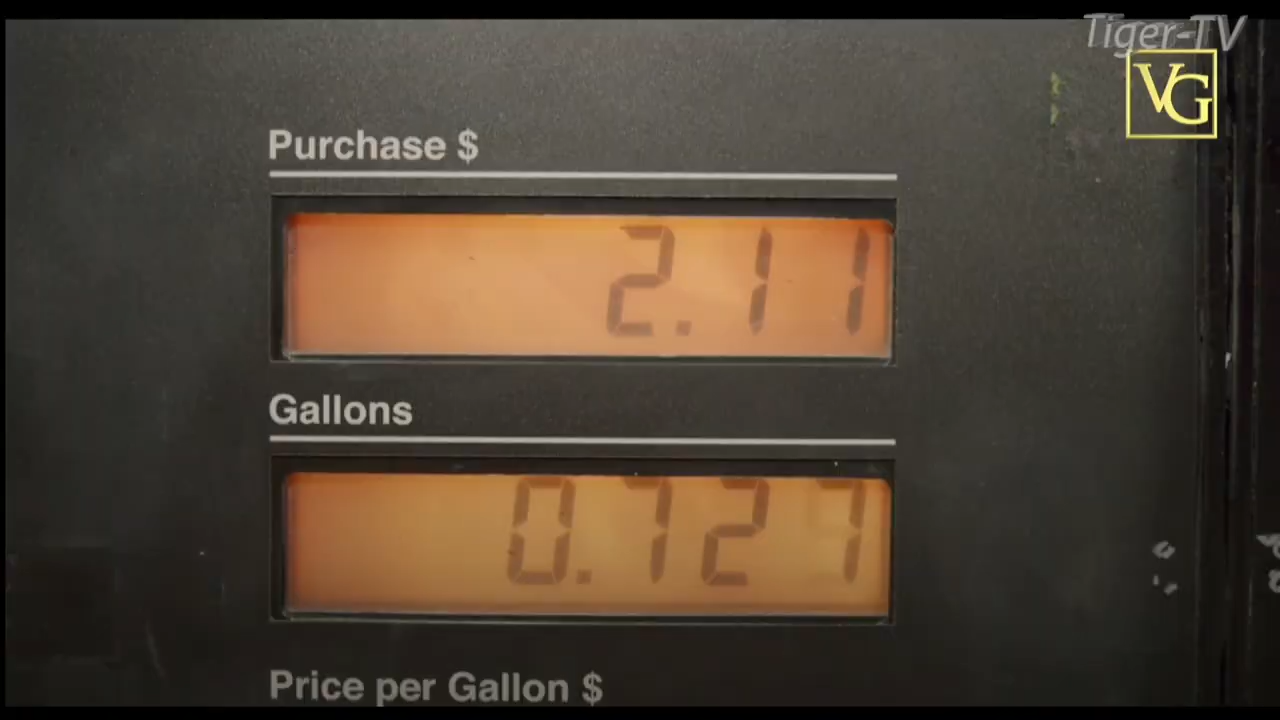 Tiger-TV
VG
Purchase $
2.11
Gallons
0.727
Price per Gallon $